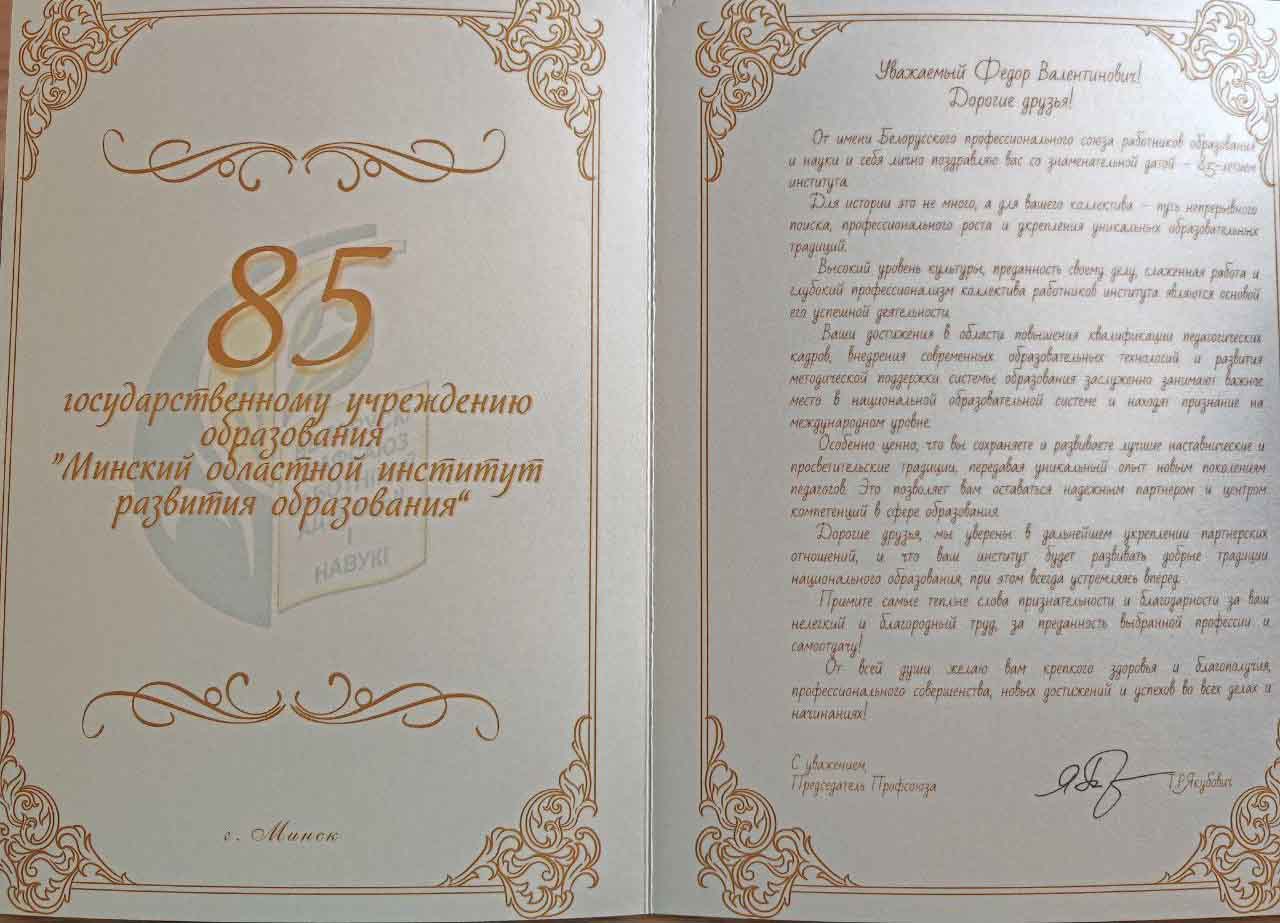 85
государственному учреждению
образования
"Минский областной институт
развития образования“
І
НАВУКІ
г. Минск
Уважаемый Федор Валентинович!
Дорогие друзья!
От имени Белорусского профессионального союза работников образования
и науки и себя лично поздравляю вас со знаменательной датой – 85-летием
института.
Для истории это не много, а для вашего коллектива – путь непрерывного
поиска, профессионального роста и укрепления уникальных образовательных
традиций.
Высокий уровень культуры, преданность своему делу, слаженная работа и
глубокий профессионализм коллектива работников института являются основой
его успешной деятельности.
Ваши достижения в области повышения квалификации педагогических
кадров, внедрения современных образовательных технологий и развития
методической поддержки системы образования заслуженно занимают важное
место в национальной образовательной системе и находят признание на
международном уровне.
Особенно ценно, что вы сохраняете и развиваете лучшие наставнические и
просветительские традиции, передавая уникальный опыт новым поколениям
педагогов. Это позволяет вам оставаться надежным партнером и центром
компетенций в сфере образования.
Дорогие друзья, мы уверены в дальнейшем укреплении партнерских
отношений, и что ваш институт будет развивать добрые традиции
национального образования, при этом всегда устремляясь вперед.
Примите самые теплые слова признательности и благодарности за ваш
нелегкий и благородный труд, за преданность выбранной профессии и
самоотдачу!
От всей души желаю вам крепкого здоровья и благополучия,
профессионального совершенства, новых достижений и успехов во всех делах и
начинаниях!
С уважением,
Председатель Профсоюза
Т.Р.Якубович